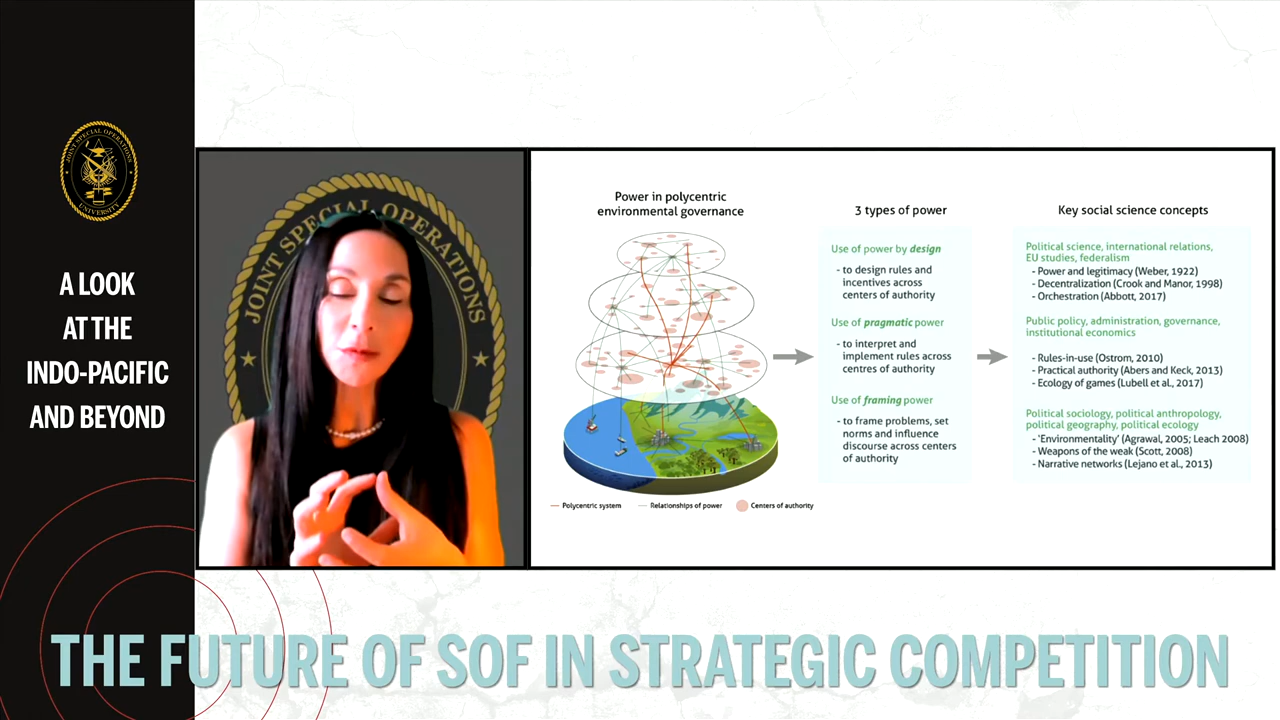 JOINT SPECIAL OPERATIONS
UNIVERSITY
A LOOK
AT THE
INDO-PACIFIC
AND BEYOND
JOINT SPECIAL OPERATIONS
Power in polycentric
environmental governance
Polycentric system
Relationships of power
Centers of authority
3 types of power
Use of power by design
- to design rules and
incentives across
centers of authority
Use of pragmatic power
- to interpret and
implement rules across
centres of authority
Use of framing power
- to frame problems, set
norms and influence
discourse across centers
of authority
Key social science concepts
Political science, international relations,
EU studies, federalism
- Power and legitimacy (Weber, 1922)
- Decentralization (Crook and Manor, 1998)
- Orchestration (Abbott, 2017)
Public policy, administration, governance,
institutional economics
- Rules-in-use (Ostrom, 2010)
- Practical authority (Abers and Keck, 2013)
- Ecology of games (Lubell et al., 2017)
Political sociology, political anthropology,
political geography, political ecology
- 'Environmentality' (Agrawal, 2005; Leach 2008)
- Weapons of the weak (Scott, 2008)
- Narrative networks (Lejano et al., 2013)
THE FUTURE OF SOF IN STRATEGIC COMPETITION